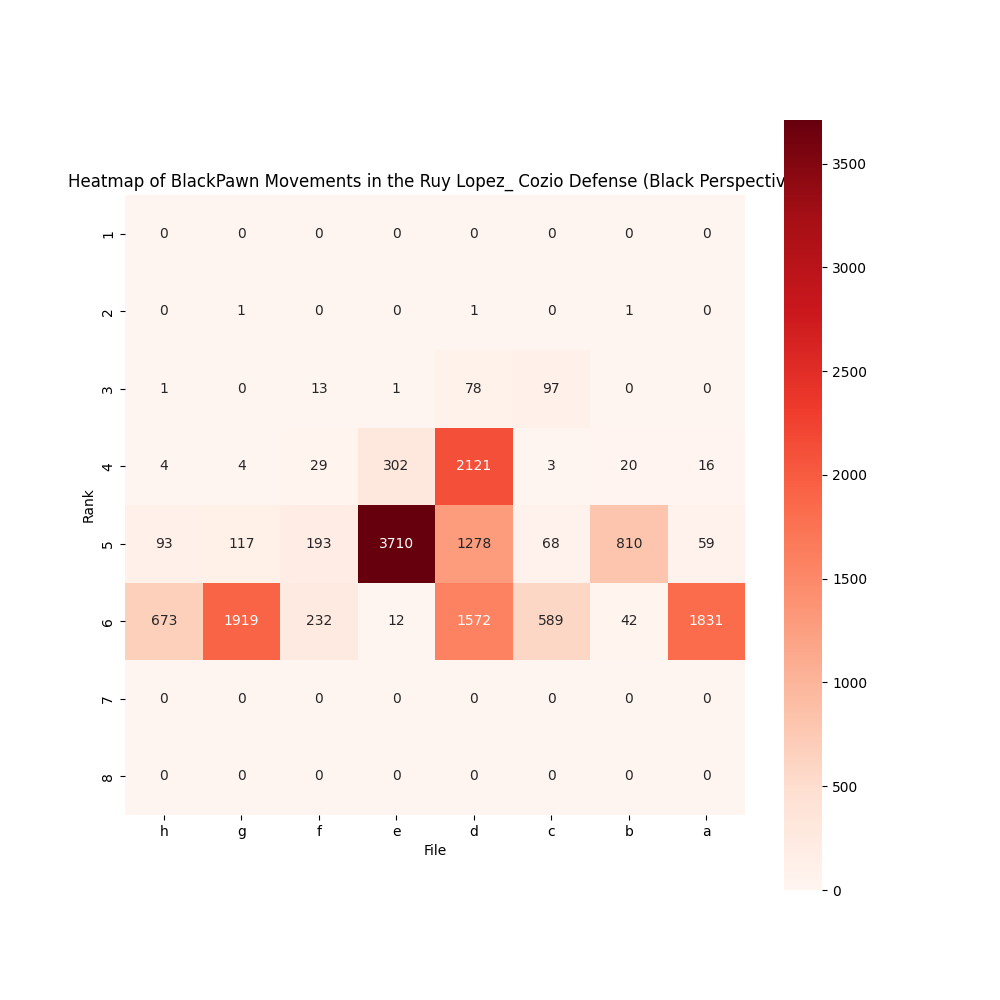 Heatmap of BlackPawn Movements in the Ruy Lopez_ Cozio Defense (Black Perspectiv
1 0 0 0 0 0 0 0 0
2 0 1 0 0 1 0 1 0
3 1 0 13 1 78 97 0 0
4 4 4 29 302 2121 3 20 16
5 93 117 193 3710 1278 68 810 59
6 673 1919 232 12 1572 589 42 1831
7 0 0 0 0 0 0 0 0
8 0 0 0 0 0 0 0 0
h g f e d c b a
File
Rank
3500
3000
2500
2000
1500
1000
500
0